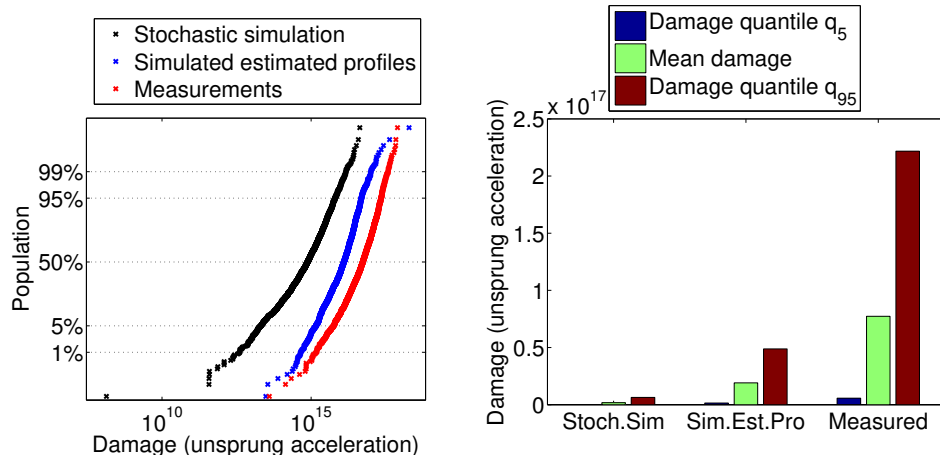 Stochastic simulation
Simulated estimated profiles
Measurements
99%
95%
50%
5%
1%
Population
10^10
10^15
Damage (unsprung acceleration)
Damage quantile q_5
Mean damage
Damage quantile q_95
x 10^17
2.5
2
1.5
1
0.5
0
Damage (unsprung acceleration)
Stoch.Sim
Sim.Est.Pro
Measured